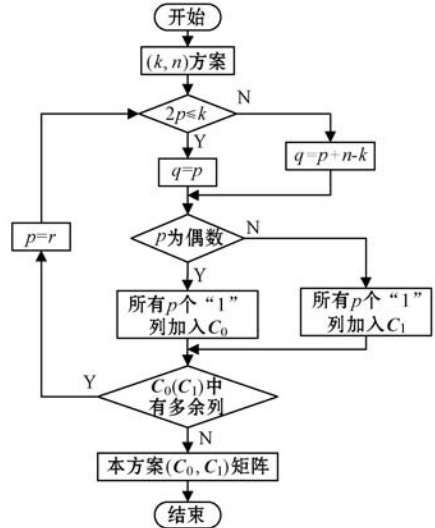 开始
(k, n)方案
2p≤k
N
Y
q=p
q=p+n-k
p为偶数
N
Y
p=r
所有p个“1”
列加入C₀
所有p个“1”
列加入C₁
Y
C₀(C₁)中
有多余列
N
本方案(C₀, C₁)矩阵
结束